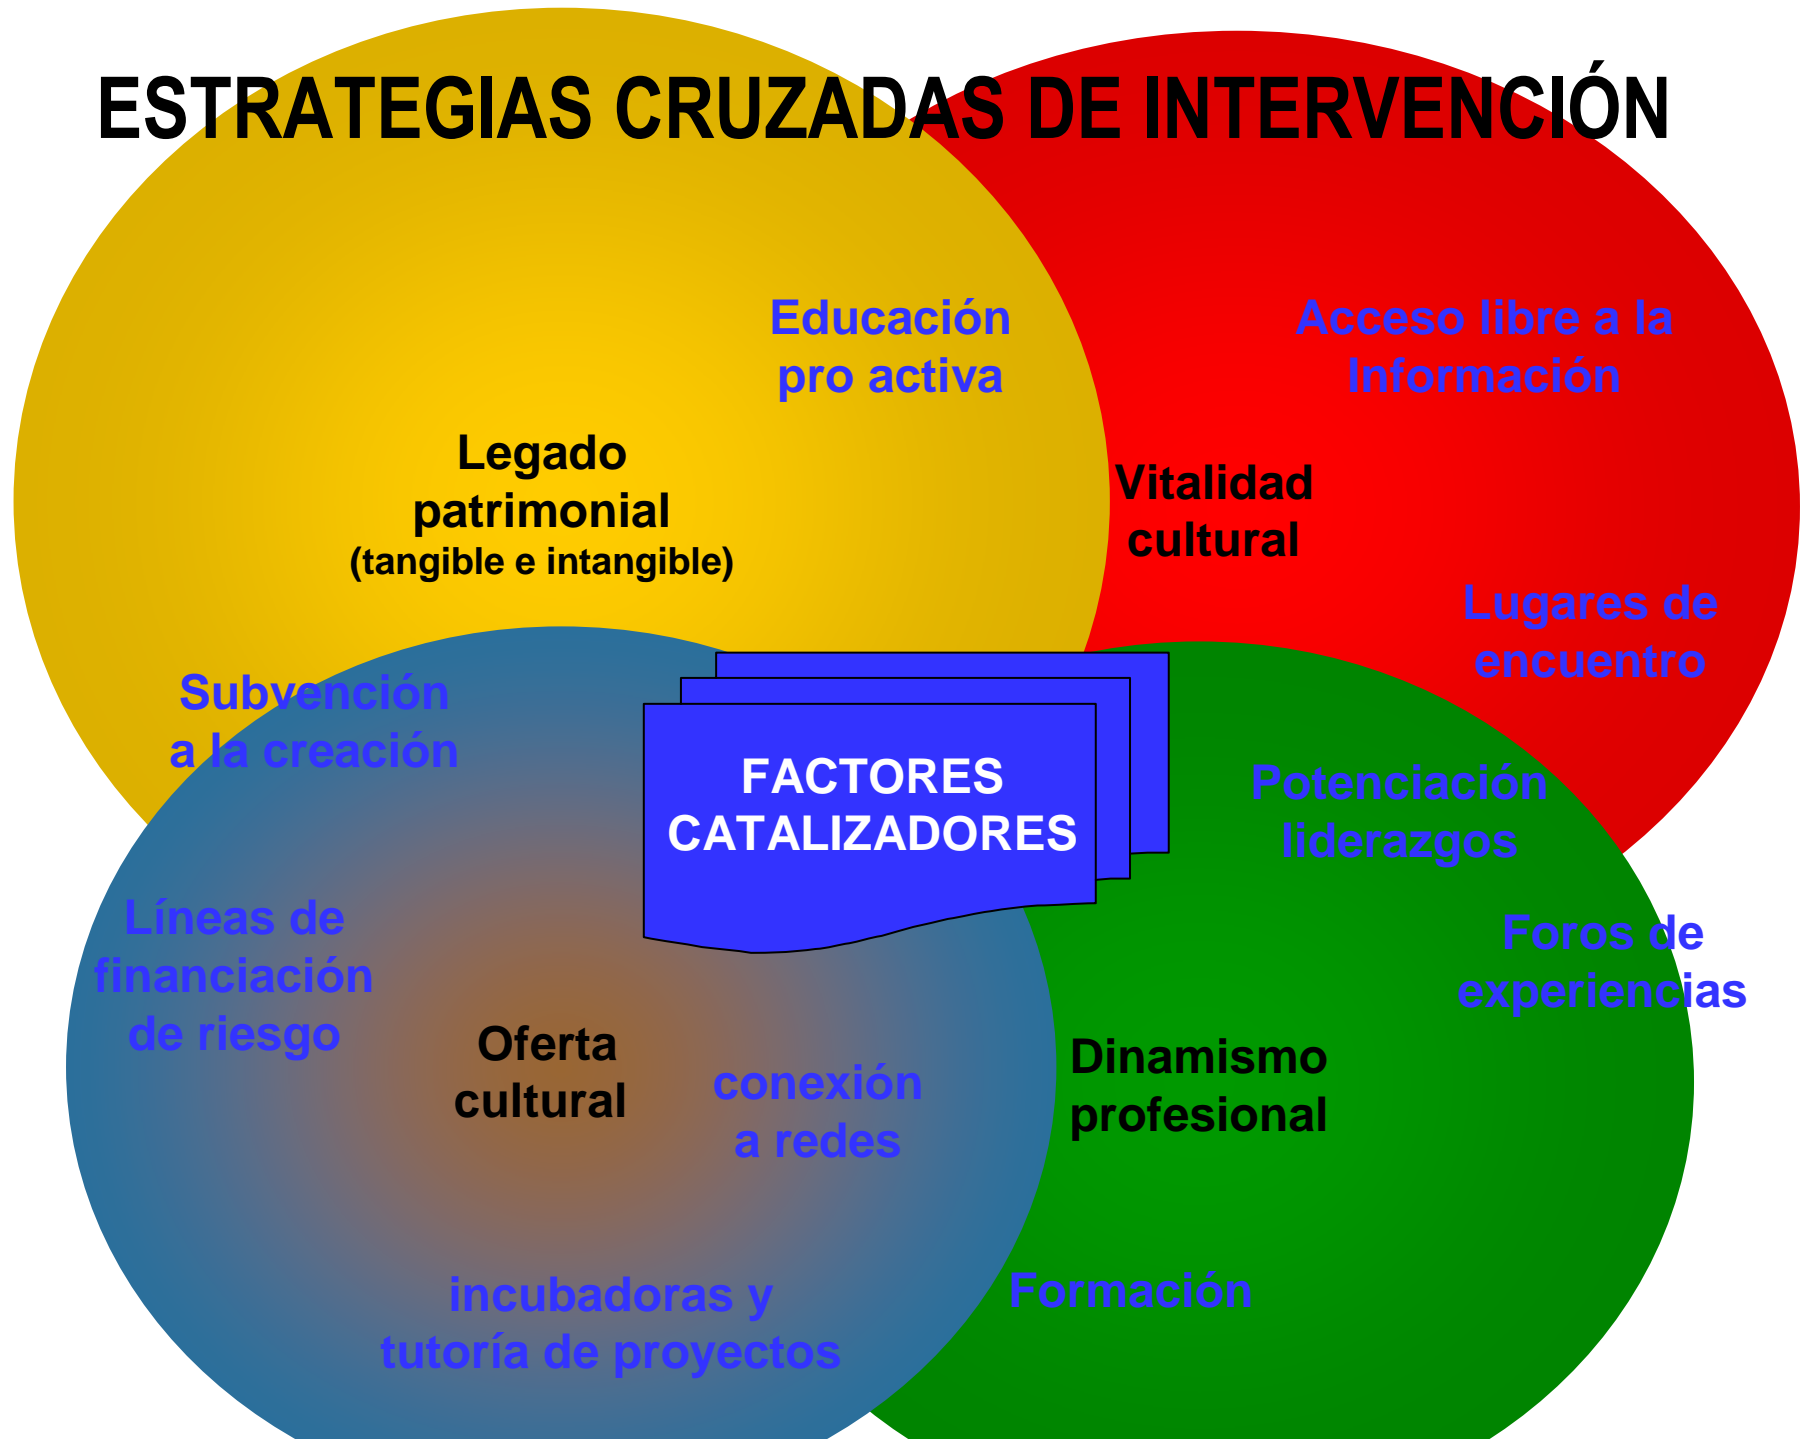 ESTRATEGIAS CRUZADAS DE INTERVENCIÓN
Educación
pro activa
Acceso libre a la
Información
Legado
patrimonial
(tangible e intangible)
Vitalidad
cultural
Lugares de
encuentro
Subvención
a la creación
FACTORES
CATALIZADORES
Potenciación
liderazgos
Líneas de
financiación
de riesgo
Foros de
experiencias
Oferta
cultural
conexión
a redes
Dinamismo
profesional
incubadoras y
tutoría de proyectos
Formación